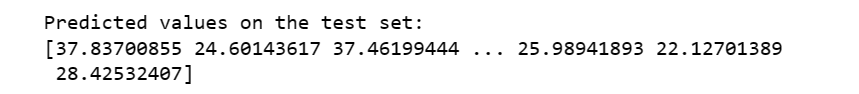 Predicted values on the test set:
[37.83700855 24.60143617 37.46199444 ... 25.98941893 22.12701389
28.42532407]